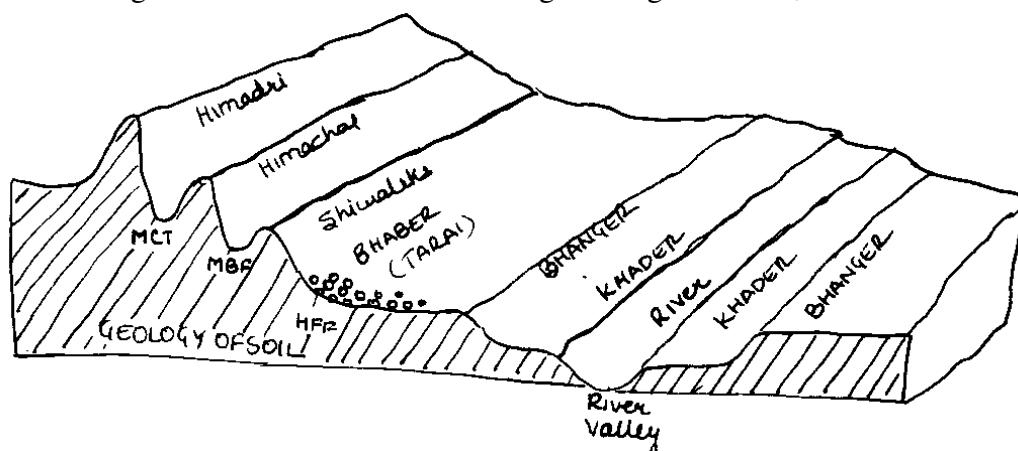 Himadri
Himachal
Shiwaliks
BHABER
(TARAI)
BHANGER
KHADER
River
KHADER
BHANGER
MCT
MBF
HFF
GEOLOGY OF SOIL
River
Valley